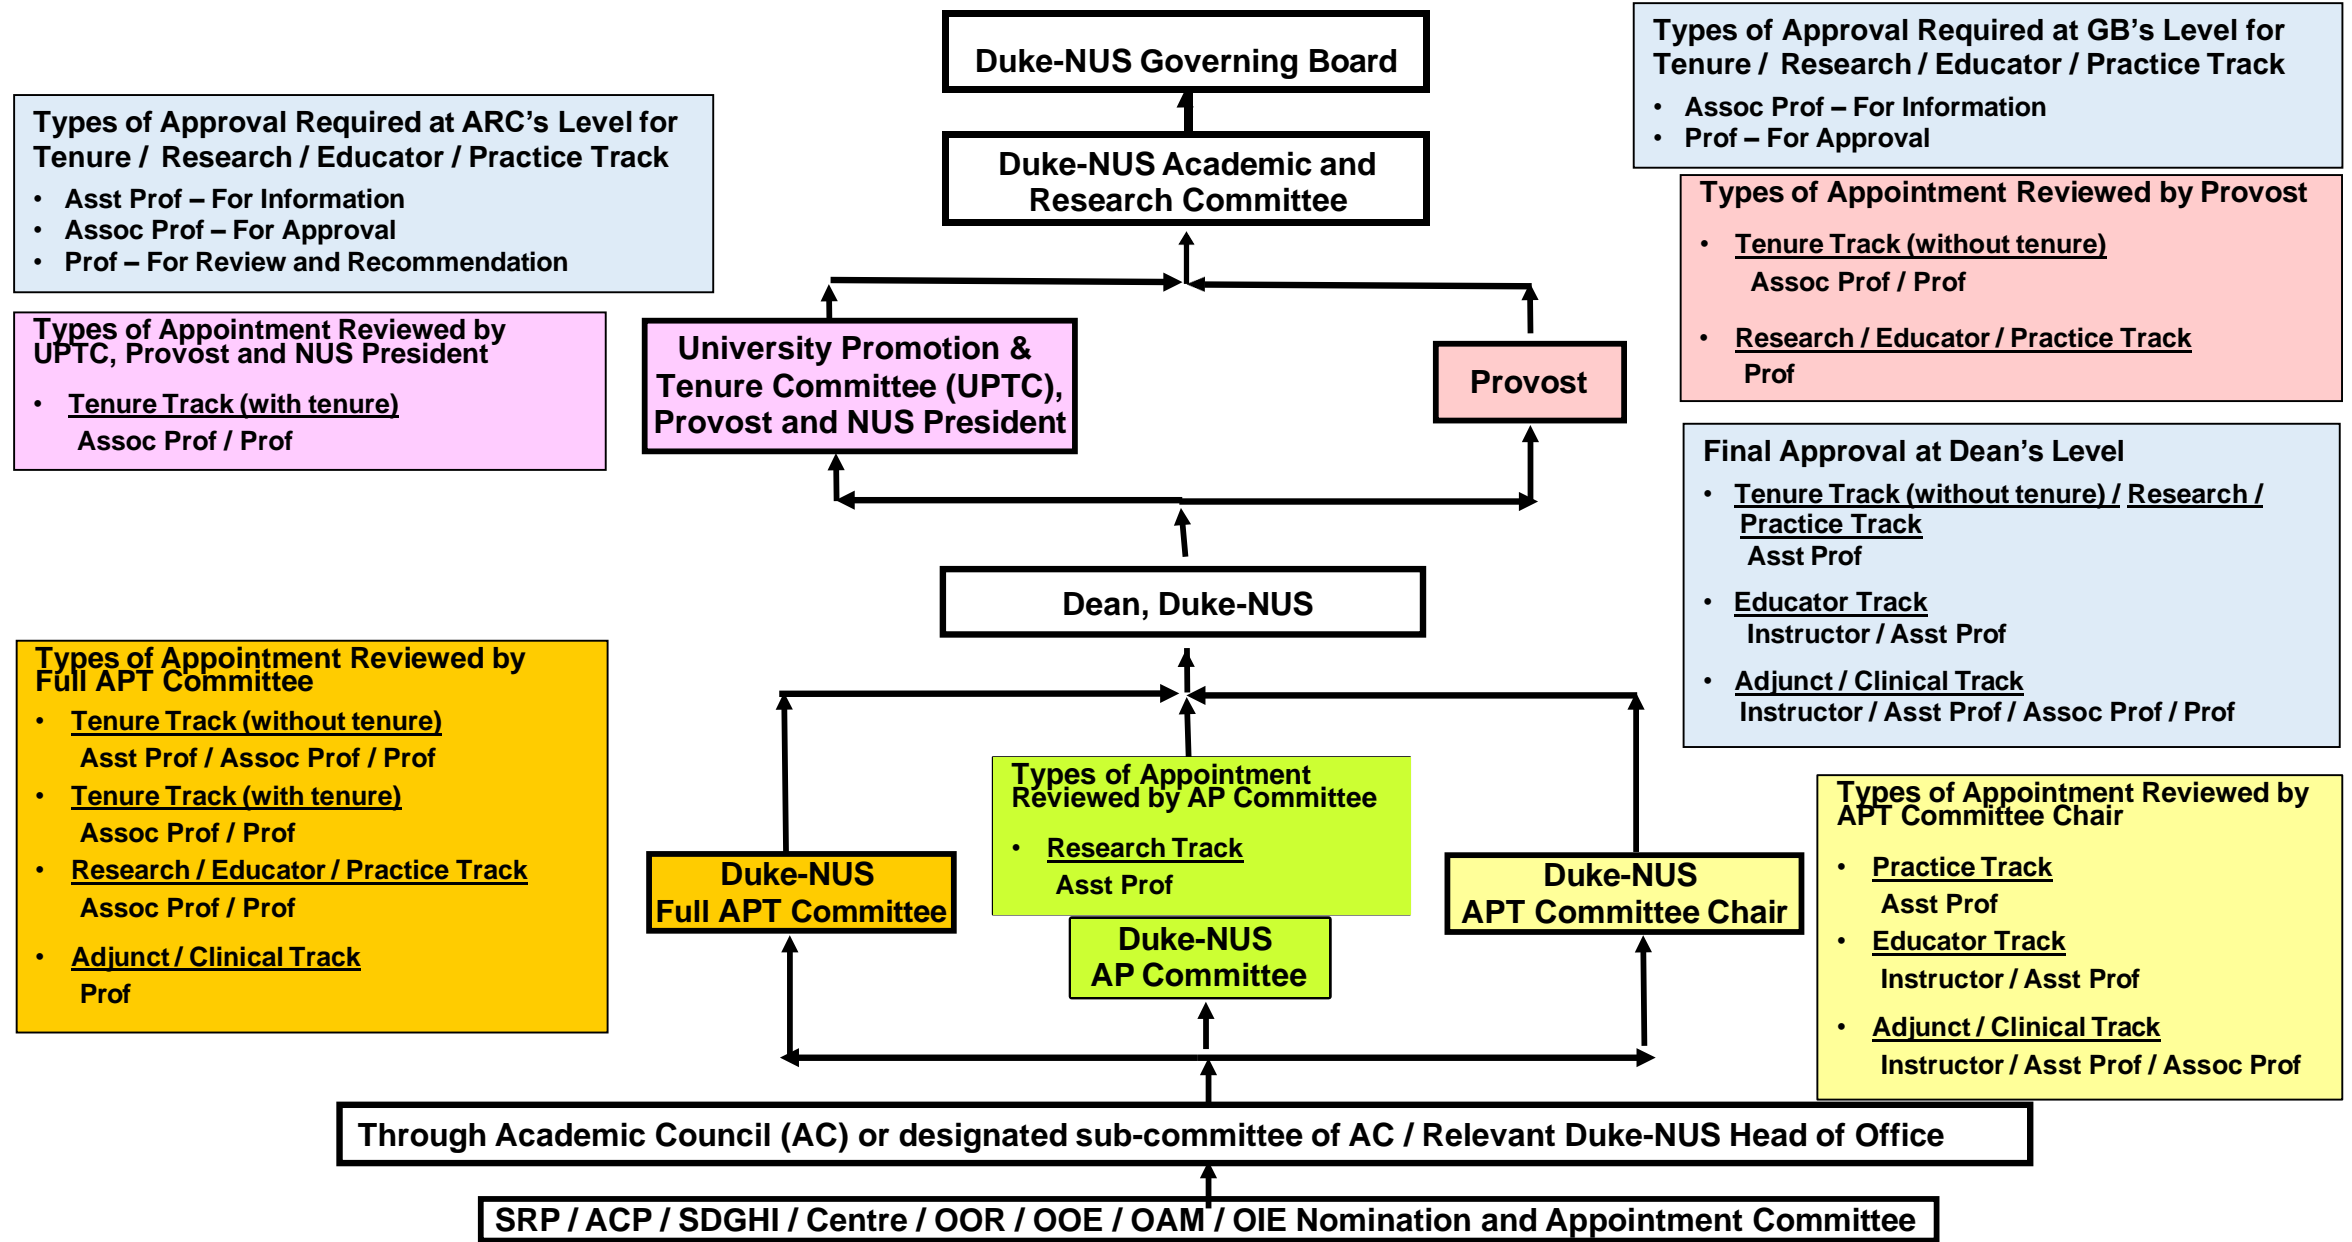 Duke-NUS Governing Board
Duke-NUS Academic and
Research Committee
Types of Approval Required at GB’s Level for
Tenure / Research / Educator / Practice Track
• Assoc Prof – For Information
• Prof – For Approval
Types of Approval Required at ARC’s Level for
Tenure / Research / Educator / Practice Track
• Asst Prof – For Information
• Assoc Prof – For Approval
• Prof – For Review and Recommendation
Types of Appointment Reviewed by Provost
• Tenure Track (without tenure)
Assoc Prof / Prof
• Research / Educator / Practice Track
Prof
Types of Appointment Reviewed by
UPTC, Provost and NUS President
• Tenure Track (with tenure)
Assoc Prof / Prof
University Promotion &
Tenure Committee (UPTC),
Provost and NUS President
Provost
Final Approval at Dean’s Level
• Tenure Track (without tenure) / Research /
Practice Track
Asst Prof
• Educator Track
Instructor / Asst Prof
• Adjunct / Clinical Track
Instructor / Asst Prof / Assoc Prof / Prof
Dean, Duke-NUS
Types of Appointment Reviewed by
Full APT Committee
• Tenure Track (without tenure)
Asst Prof / Assoc Prof / Prof
• Tenure Track (with tenure)
Assoc Prof / Prof
• Research / Educator / Practice Track
Assoc Prof / Prof
• Adjunct / Clinical Track
Prof
Duke-NUS
Full APT Committee
Types of Appointment
Reviewed by AP Committee
• Research Track
Asst Prof
Duke-NUS
AP Committee
Duke-NUS
APT Committee Chair
Types of Appointment Reviewed by
APT Committee Chair
• Practice Track
Asst Prof
• Educator Track
Instructor / Asst Prof
• Adjunct / Clinical Track
Instructor / Asst Prof / Assoc Prof
Through Academic Council (AC) or designated sub-committee of AC / Relevant Duke-NUS Head of Office
SRP / ACP / SDGHI / Centre / OOR / OOE / OAM / OIE Nomination and Appointment Committee